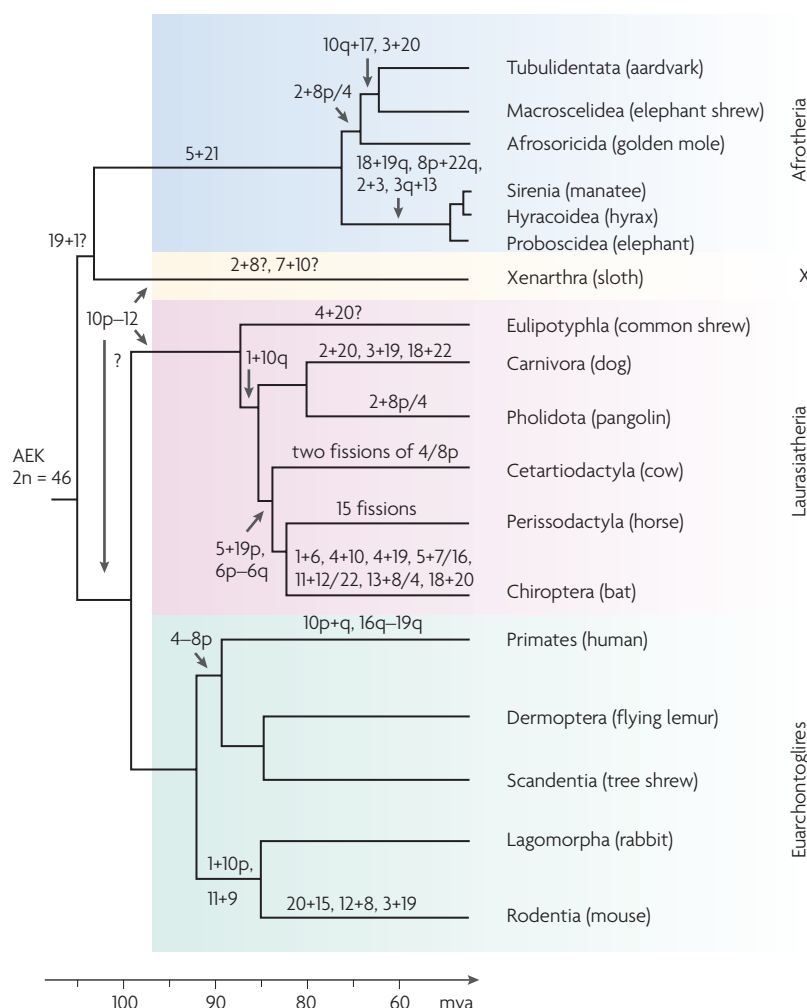 10q+17, 3+20
Tubulidentata (aardvark)
2+8p/4
Macroscelidea (elephant shrew)
Afrosoricida (golden mole)
5+21
18+19q, 8p+22q,
2+3, 3q+13
Sirenia (manatee)
Hyracoidea (hyrax)
Proboscidea (elephant)
Afrotheria
19+1?
2+8?, 7+10?
Xenarthra (sloth)
X
10p–12
?
4+20?
Eulipotyphla (common shrew)
1+10q
2+20, 3+19, 18+22
Carnivora (dog)
2+8p/4
Pholidota (pangolin)
two fissions of 4/8p
Cetartiodactyla (cow)
15 fissions
Perissodactyla (horse)
5+19p,
6p–6q
1+6, 4+10, 4+19, 5+7/16,
11+12/22, 13+8/4, 18+20
Chiroptera (bat)
Laurasiatheria
AEK
2n = 46
4–8p
10p+q, 16q–19q
Primates (human)
Dermoptera (flying lemur)
Scandentia (tree shrew)
Lagomorpha (rabbit)
1+10p,
11+9
20+15, 12+8, 3+19
Rodentia (mouse)
Euarchontoglires
100 90 80 60 mya